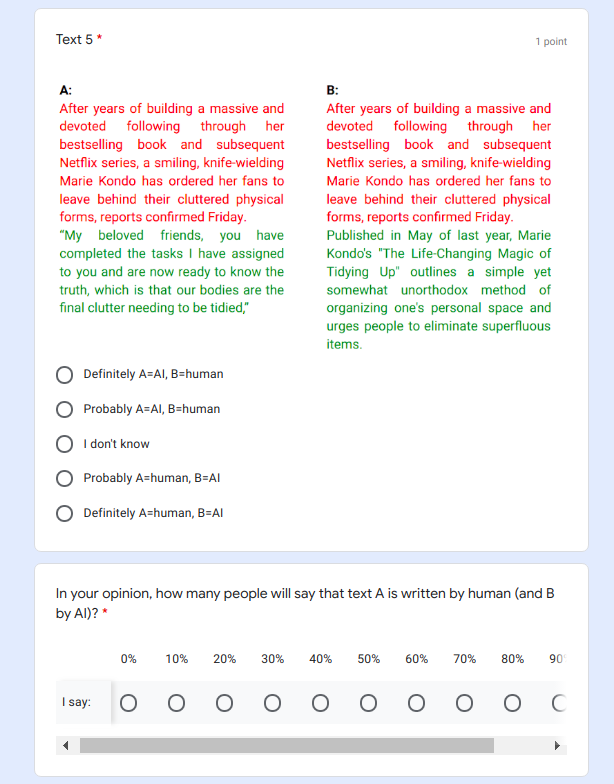 Text 5 *
1 point
A:
After years of building a massive and
devoted following through her
bestselling book and subsequent
Netflix series, a smiling, knife-wielding
Marie Kondo has ordered her fans to
leave behind their cluttered physical
forms, reports confirmed Friday.
"My beloved friends, you have
completed the tasks I have assigned
to you and are now ready to know the
truth, which is that our bodies are the
final clutter needing to be tidied,"
B:
After years of building a massive and
devoted following through her
bestselling book and subsequent
Netflix series, a smiling, knife-wielding
Marie Kondo has ordered her fans to
leave behind their cluttered physical
forms, reports confirmed Friday.
Published in May of last year, Marie
Kondo's "The Life-Changing Magic of
Tidying Up" outlines a simple yet
somewhat unorthodox method of
organizing one's personal space and
urges people to eliminate superfluous
items.
Definitely A=AI, B=human
Probably A=AI, B=human
I don't know
Probably A=human, B=AI
Definitely A=human, B=AI
In your opinion, how many people will say that text A is written by human (and B
by AI)? *
0% 10% 20% 30% 40% 50% 60% 70% 80% 90
I say: